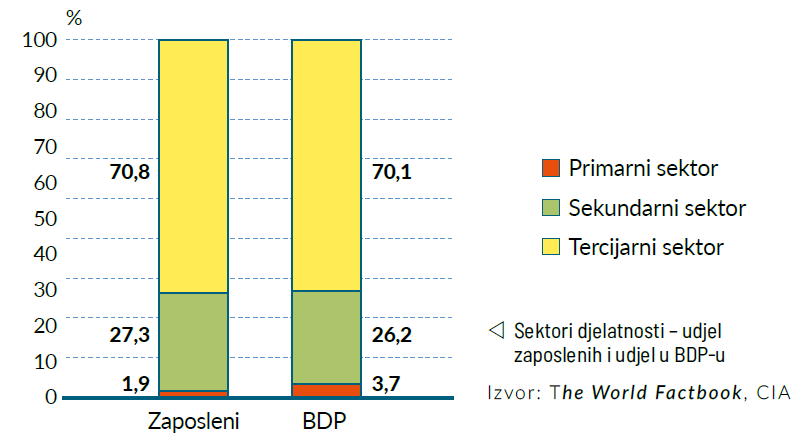 %
100
90
80
70
60
50
40
30
20
10
0
70,8
27,3
1,9
70,1
26,2
3,7
Zaposleni
BDP
Primarni sektor
Sekundarni sektor
Tercijarni sektor
Sektori djelatnosti – udjel
zaposlenih i udjel u BDP-u
Izvor: The World Factbook, CIA